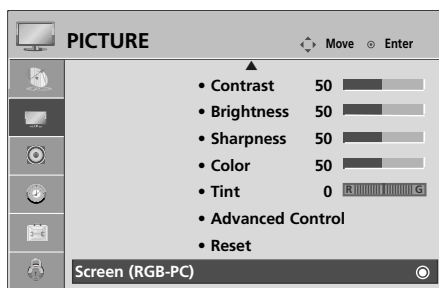 PICTURE Move Enter
• Contrast 50
• Brightness 50
• Sharpness 50
• Color 50
• Tint 0 R G
• Advanced Control
• Reset
Screen (RGB-PC)